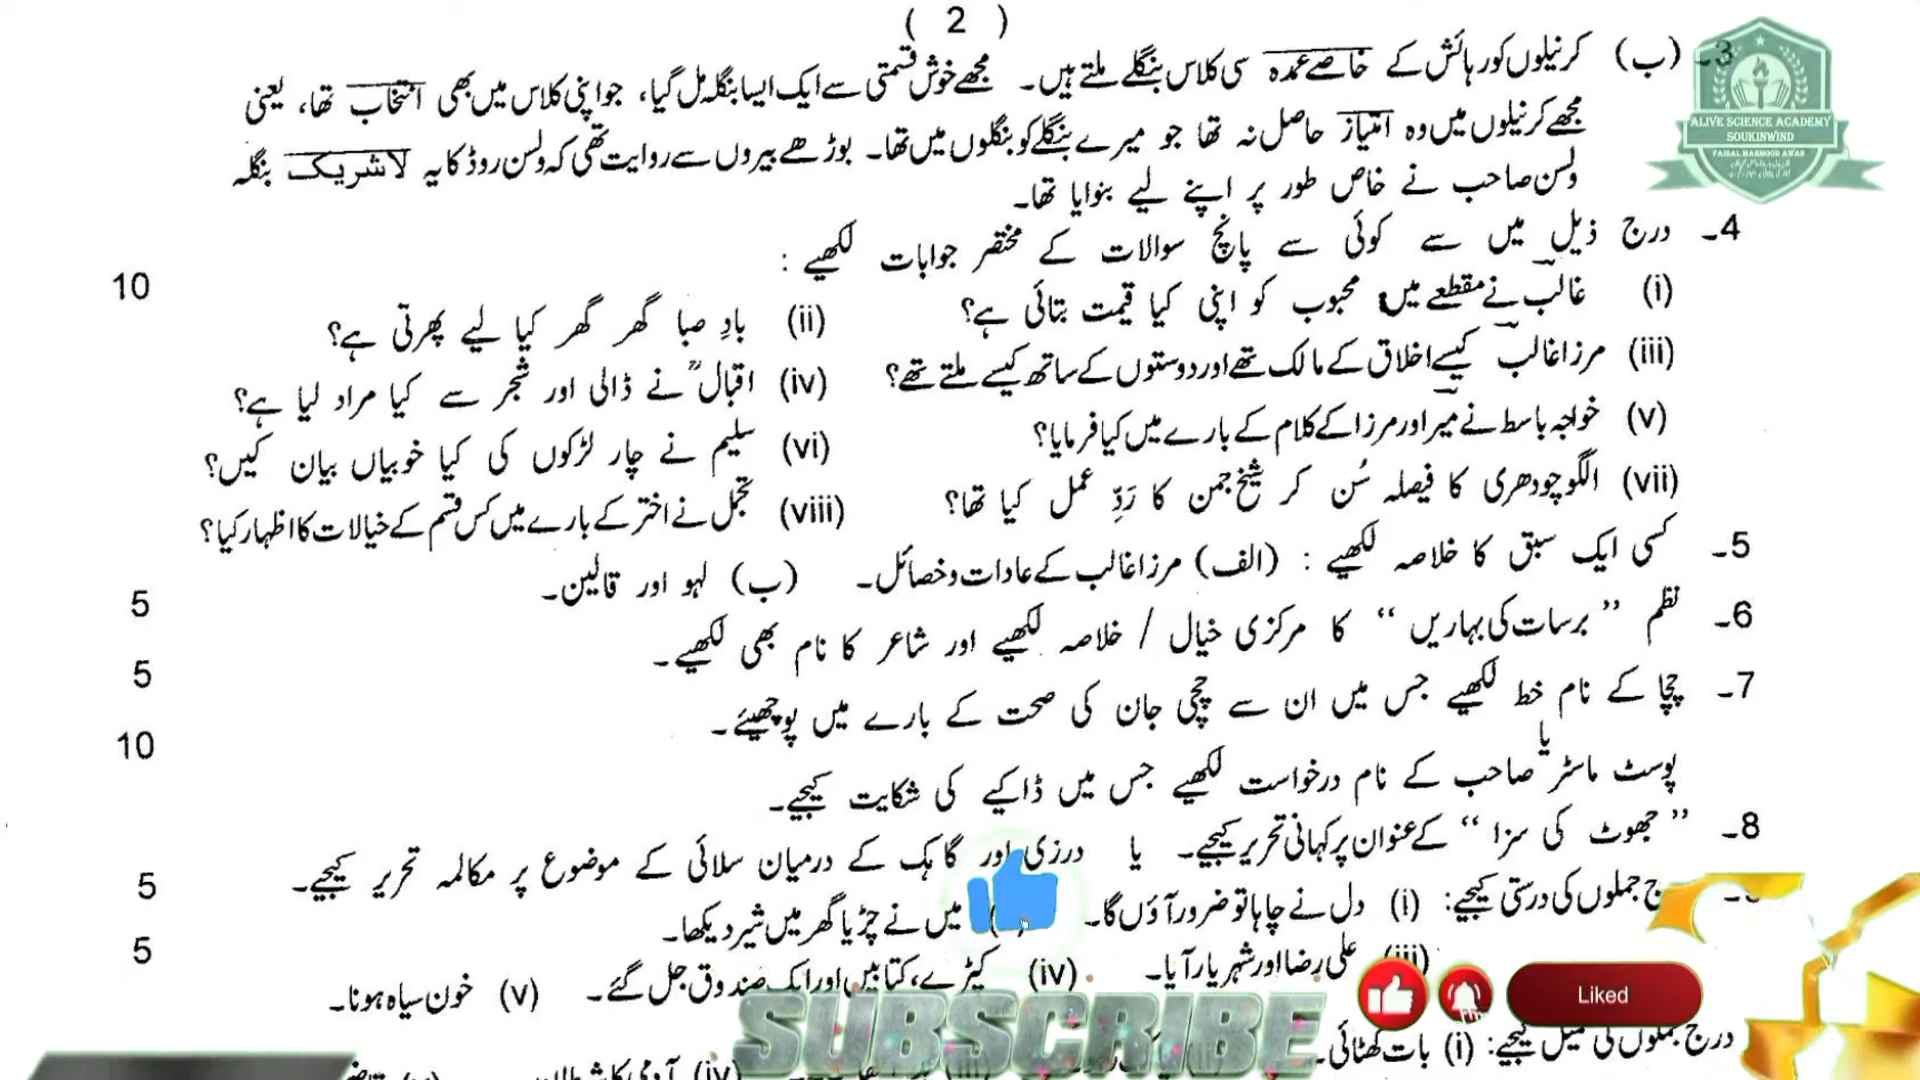 ( 2 )
3۔ (ب) کرنیلوں کو رہائش کے خاصے عمدہ سی کلاس بنگلے ملتے ہیں۔ مجھے خوش قسمتی سے ایک ایسا بنگلہ مل گیا، جو اپنی کلاس میں بھی انتخاب تھا، یعنی
مجھے کرنیلوں میں وہ امتیاز حاصل نہ تھا جو میرے بنگلے کو بنگلوں میں تھا۔ بوڑھے بیروں سے روایت تھی کہ ولسن روڈ کا یہ لاشریک بنگلہ
ولسن صاحب نے خاص طور پر اپنے لیے بنوایا تھا۔
ALIVE SCIENCE ACADEMY
SOUKINWIND
FAISAL MAHMOOD AWAN
4۔ درج ذیل میں سے کوئی سے پانچ سوالات کے مختصر جوابات لکھیے : 10
(i) غالب نے مقطعے میں محبوب کو اپنی کیا قیمت بتائی ہے؟ (ii) بادِ صبا گھر گھر کیا لیے پھرتی ہے؟
(iii) مرزا غالب کیسے اخلاق کے مالک تھے اور دوستوں کے ساتھ کیسے ملتے تھے؟ (iv) اقبالؒ نے ڈالی اور شجر سے کیا مراد لیا ہے؟
(v) خواجہ باسط نے میر اور مرزا کے کلام کے بارے میں کیا فرمایا؟ (vi) سلیم نے چار لڑکوں کی کیا خوبیاں بیان کیں؟
(vii) الگو چودھری کا فیصلہ سُن کر شیخ جمن کا رَدِّ عمل کیا تھا؟ (viii) تجمل نے اختر کے بارے میں کس قسم کے خیالات کا اظہار کیا؟
5۔ کسی ایک سبق کا خلاصہ لکھیے : (الف) مرزا غالب کے عادات و خصائل۔ (ب) لہو اور قالین۔ 5
6۔ نظم ’’ برسات کی بہاریں ‘‘ کا مرکزی خیال / خلاصہ لکھیے اور شاعر کا نام بھی لکھیے۔ 5
7۔ چچا کے نام خط لکھیے جس میں ان سے چچی جان کی صحت کے بارے میں پوچھیئے۔ 10
یا
پوسٹ ماسٹر صاحب کے نام درخواست لکھیے جس میں ڈاکیے کی شکایت کیجیے۔
8۔ ’’ جھوٹ کی سزا ‘‘ کے عنوان پر کہانی تحریر کیجیے۔ یا درزی اور گاہک کے درمیان سلائی کے موضوع پر مکالمہ تحریر کیجیے۔ 5
جملوں کی درستی کیجیے: (i) دل نے چاہا تو ضرور آؤں گا۔ میں نے چڑیا گھر میں شیر دیکھا۔ 5
(iii) علی رضا اور شہریار آیا۔ (iv) کپڑے، کتابیں اور ایک صندوق جل گئے۔ (v) خون سیاہ ہونا۔
SUBSCRIBE
Liked
درج جملوں کی کیجیے: (i) بات کھٹائی۔ (iv) آدمی کا شیطان